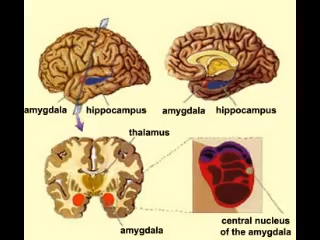 amygdala hippocampus
amygdala hippocampus
thalamus
amygdala
central nucleus
of the amygdala